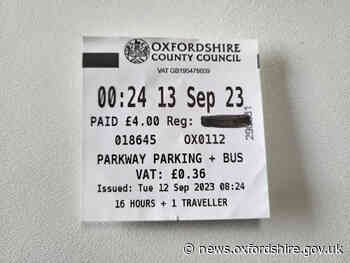 OXFORDSHIRE
COUNTY COUNCIL
VAT GB195475609
00:24 13 Sep 23
PAID £4.00 Reg:
018645 OX0112
PARKWAY PARKING + BUS
VAT: £0.36
Issued: Tue 12 Sep 2023 08:24
16 HOURS + 1 TRAVELLER
news.oxfordshire.gov.uk